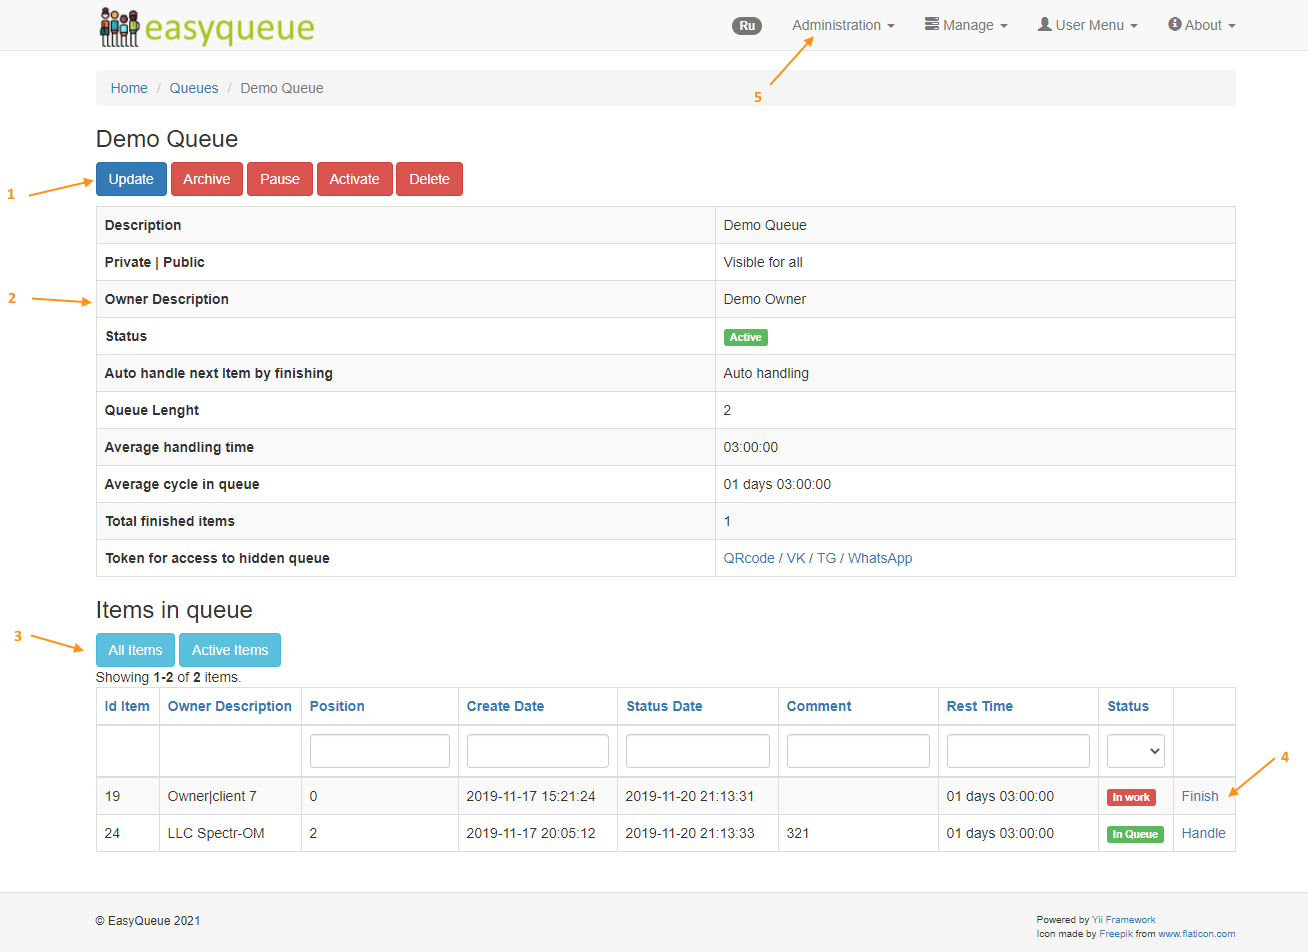 easyqueue Ru Administration Manage User Menu About
5
Home / Queues / Demo Queue
Demo Queue
1 Update Archive Pause Activate Delete
Description Demo Queue
Private | Public Visible for all
2 Owner Description Demo Owner
Status Active
Auto handle next Item by finishing Auto handling
Queue Lenght 2
Average handling time 03:00:00
Average cycle in queue 01 days 03:00:00
Total finished items 1
Token for access to hidden queue QRcode / VK / TG / WhatsApp
Items in queue
3 All Items Active Items
Showing 1-2 of 2 items.
Id Item Owner Description Position Create Date Status Date Comment Rest Time Status
4
19 Owner|client 7 0 2019-11-17 15:21:24 2019-11-20 21:13:31 01 days 03:00:00 In work Finish
24 LLC Spectr-OM 2 2019-11-17 20:05:12 2019-11-20 21:13:33 321 01 days 03:00:00 In Queue Handle
© EasyQueue 2021 Powered by Yii Framework
Icon made by Freepik from www.flaticon.com